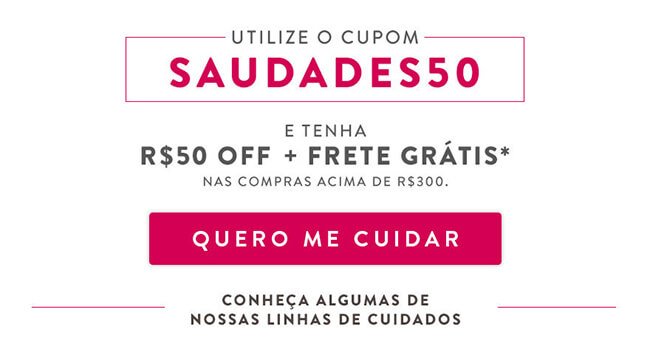 UTILIZE O CUPOM
SAUDADES50
E TENHA
R$50 OFF + FRETE GRÁTIS*
NAS COMPRAS ACIMA DE R$300.
QUERO ME CUIDAR
CONHEÇA ALGUMAS DE
NOSSAS LINHAS DE CUIDADOS